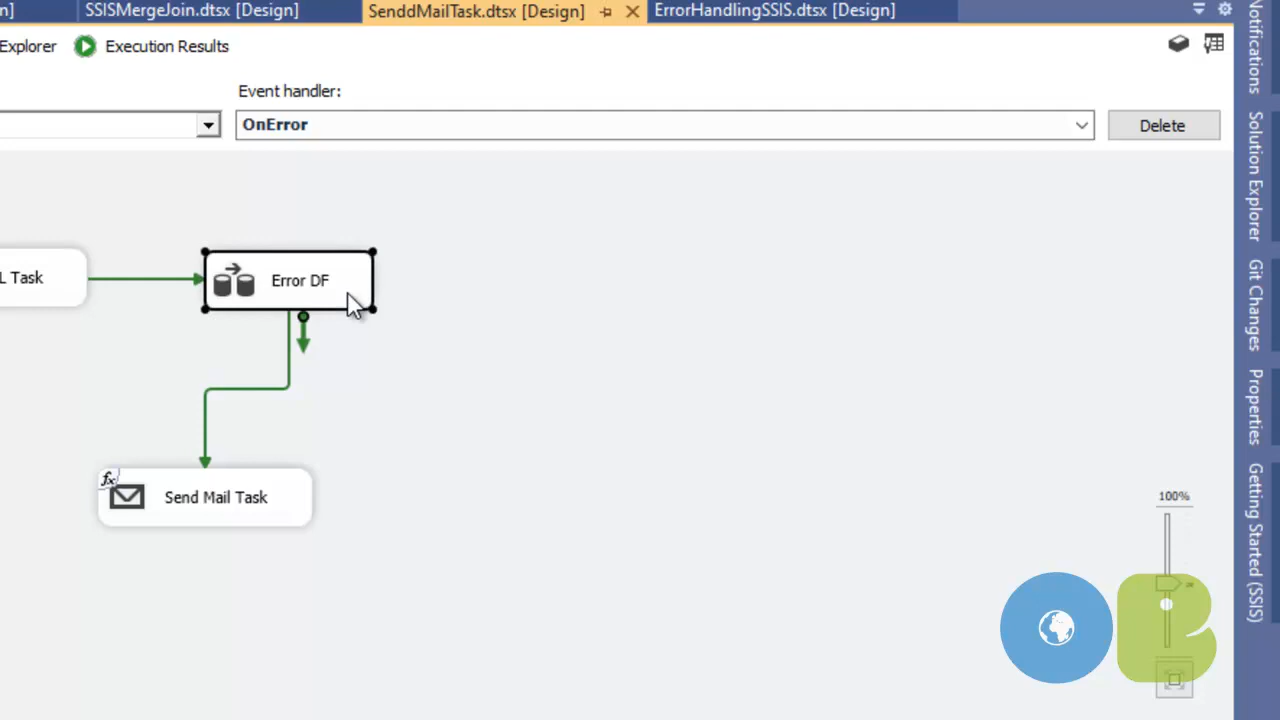 n]
SSISMergeJoin.dtsx [Design]
SenddMailTask.dtsx [Design]
ErrorHandlingSSIS.dtsx [Design]
Explorer
Execution Results
Event handler:
OnError
Delete
L Task
Error DF
fx
Send Mail Task
100%
Notifications
Solution Explorer
Git Changes
Properties
Getting Started (SSIS)
B